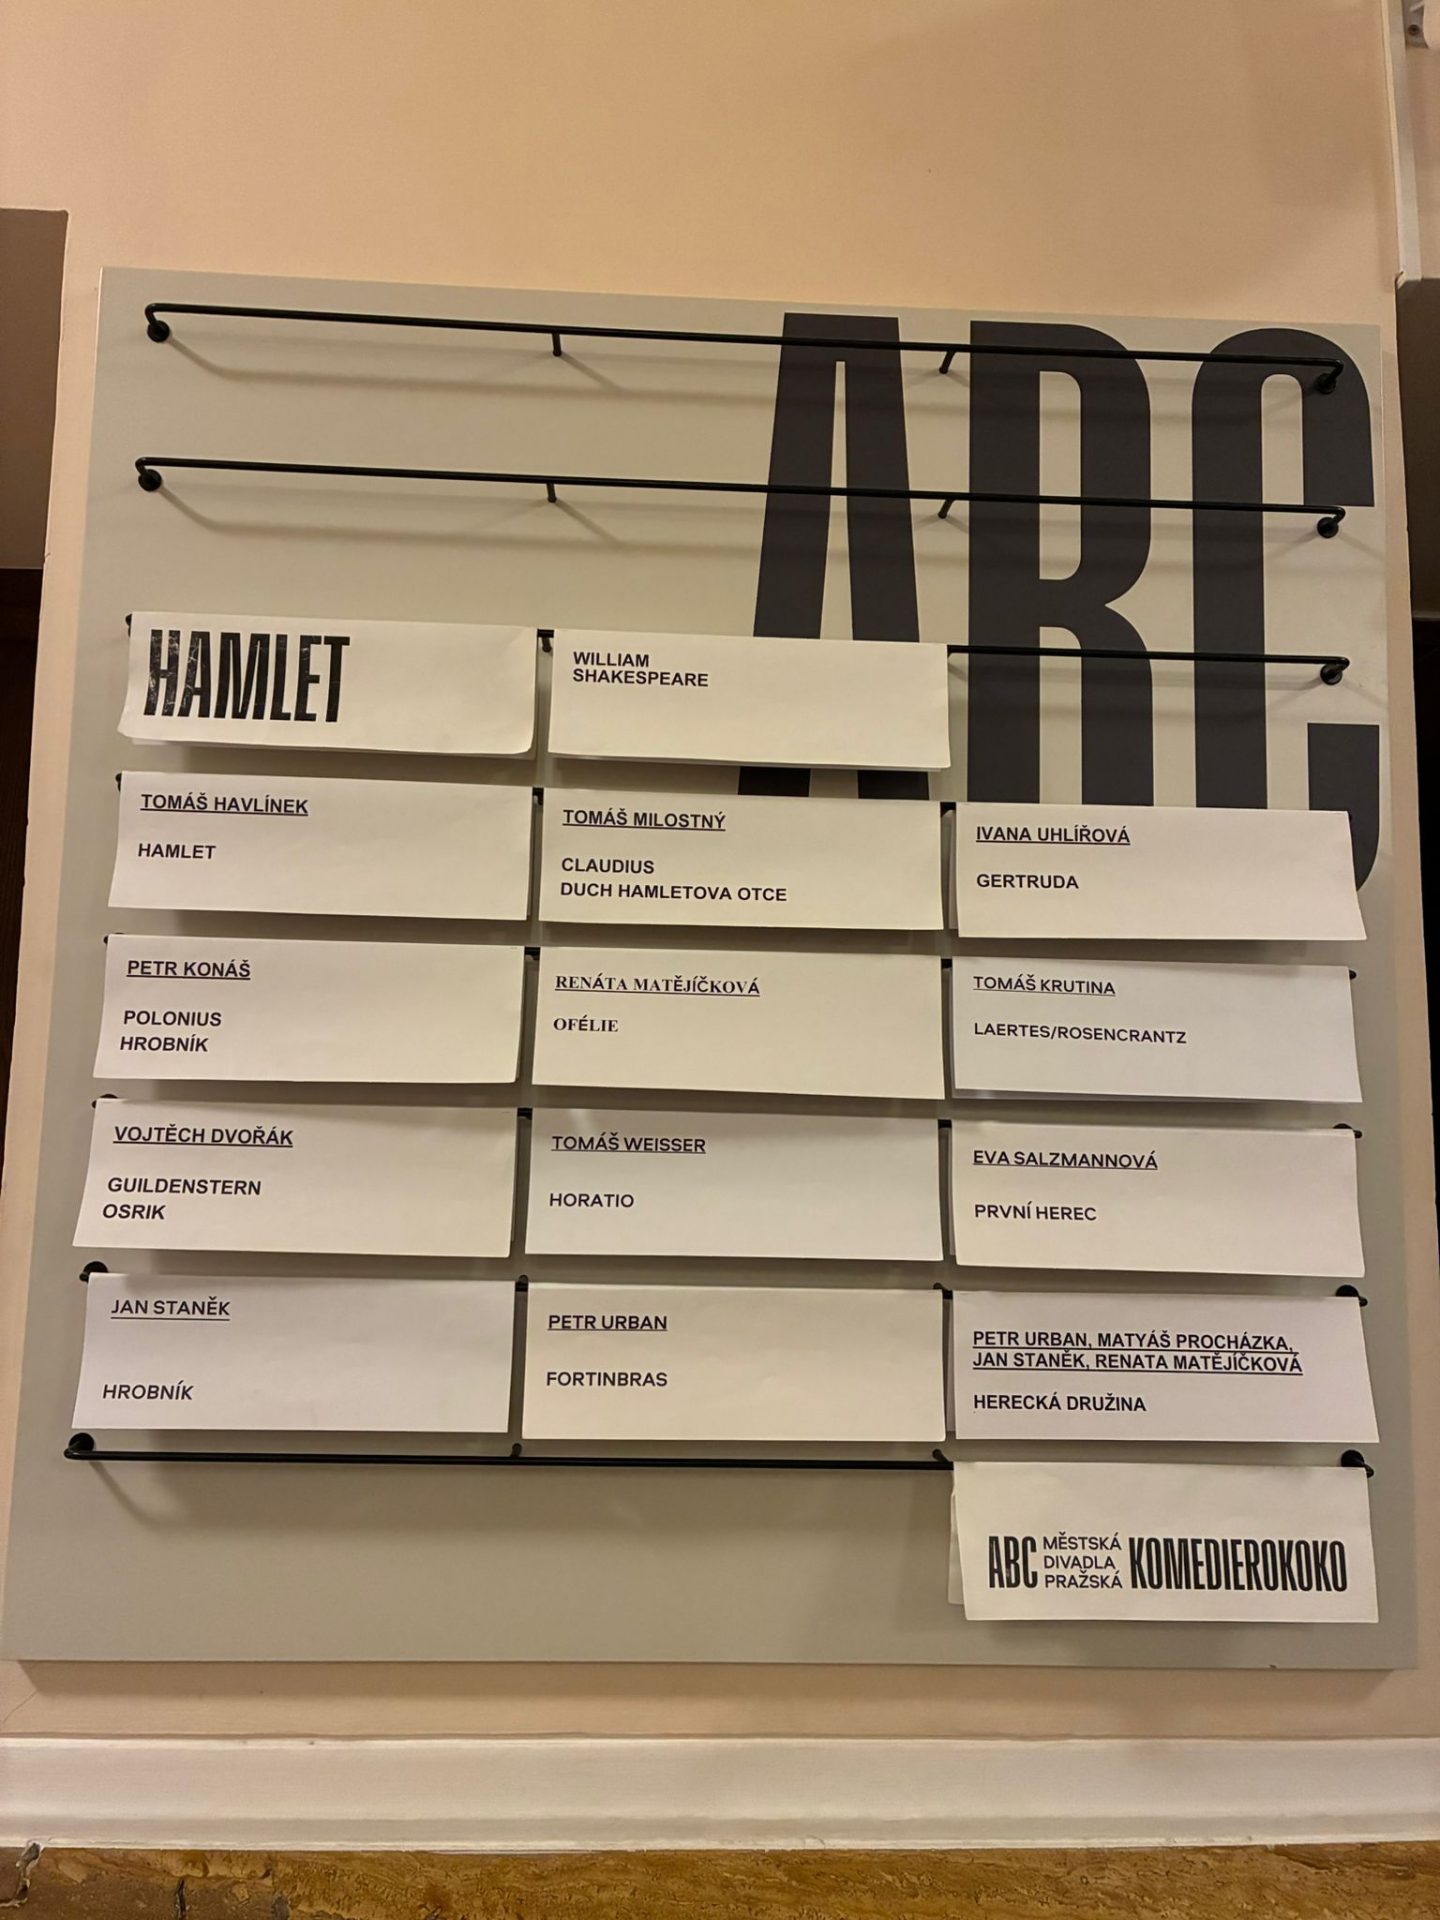 ABC
HAMLET
WILLIAM
SHAKESPEARE
TOMÁŠ HAVLÍNEK
HAMLET
TOMÁŠ MILOSTNÝ
CLAUDIUS
DUCH HAMLETOVA OTCE
IVANA UHLÍŘOVÁ
GERTRUDA
PETR KONÁŠ
POLONIUS
HROBNÍK
RENÁTA MATĚJÍČKOVÁ
OFÉLIE
TOMÁŠ KRUTINA
LAERTES/ROSENCRANTZ
VOJTĚCH DVOŘÁK
GUILDENSTERN
OSRIK
TOMÁŠ WEISSER
HORATIO
EVA SALZMANNOVÁ
PRVNÍ HEREC
JAN STANĚK
HROBNÍK
PETR URBAN
FORTINBRAS
PETR URBAN, MATYÁŠ PROCHÁZKA,
JAN STANĚK, RENATA MATĚJÍČKOVÁ
HERECKÁ DRUŽINA
ABC
MĚSTSKÁ
DIVADLA
PRAŽSKÁ
KOMEDIEROKOKO